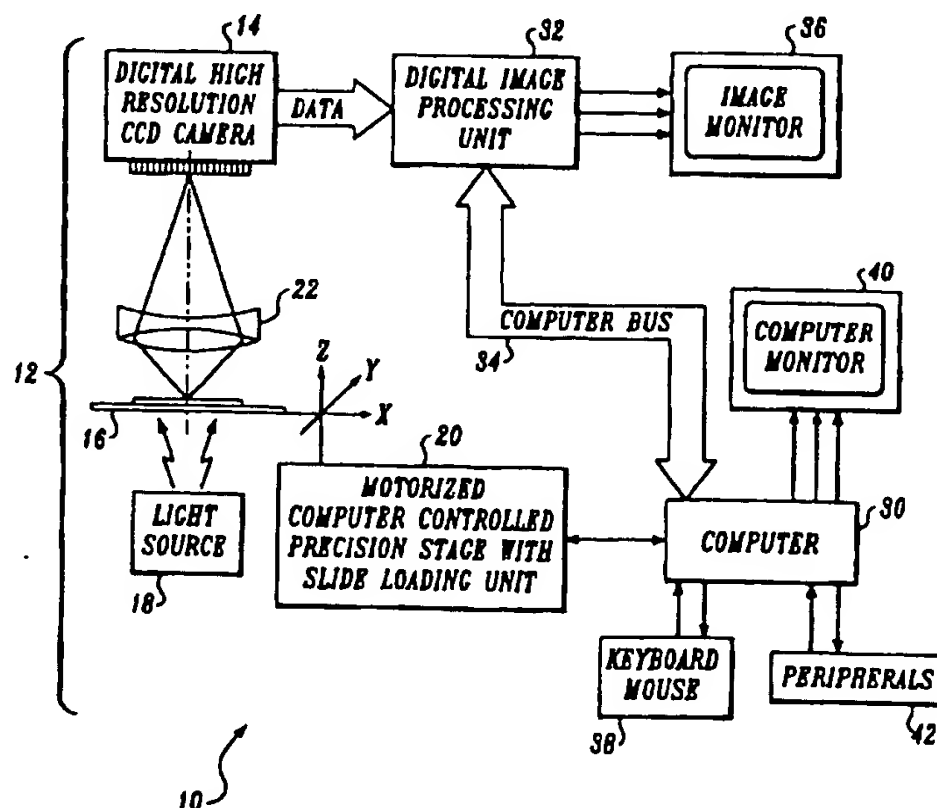 14
DIGITAL HIGH
RESOLUTION
CCD CAMERA
DATA
32
DIGITAL IMAGE
PROCESSING
UNIT
36
IMAGE
MONITOR
22
12
Z
Y
X
16
COMPUTER BUS
34
40
COMPUTER
MONITOR
18
LIGHT
SOURCE
20
MOTORIZED
COMPUTER CONTROLLED
PRECISION STAGE WITH
SLIDE LOADING UNIT
30
COMPUTER
KEYBOARD
MOUSE
38
PERIPHERALS
42
10